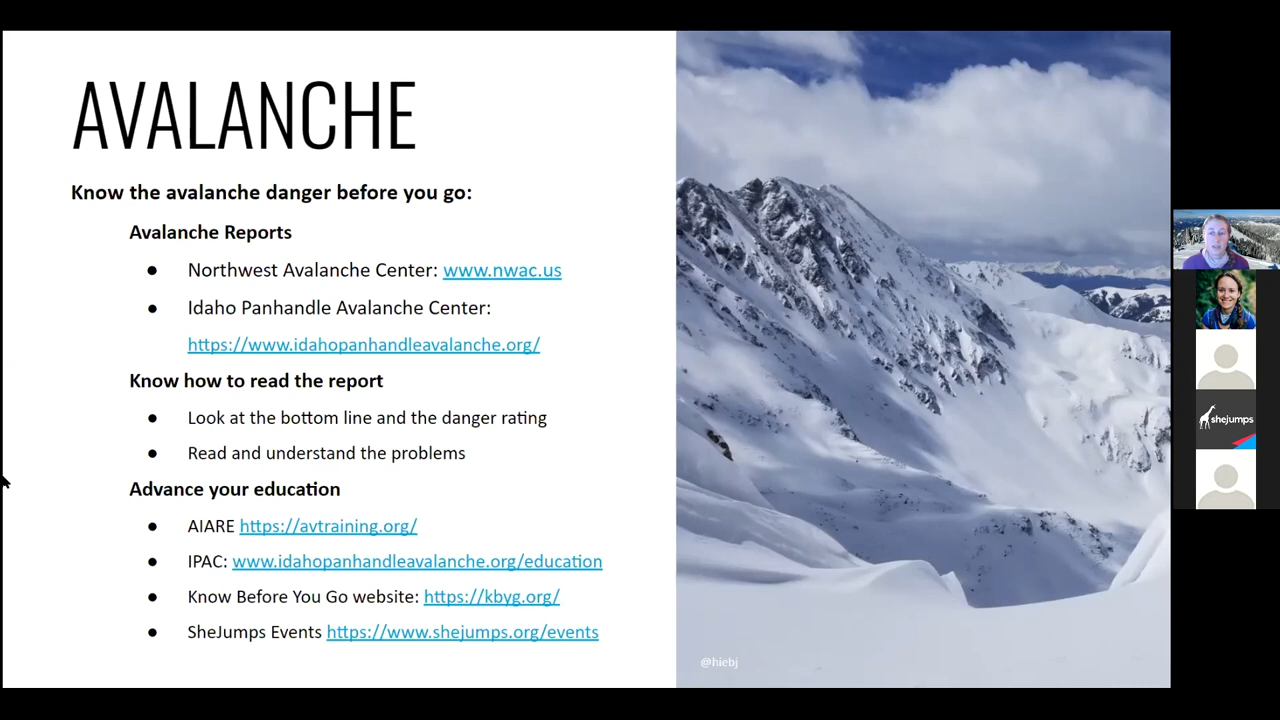 AVALANCHE
Know the avalanche danger before you go:
Avalanche Reports
● Northwest Avalanche Center: www.nwac.us
● Idaho Panhandle Avalanche Center:
https://www.idahopanhandleavalanche.org/
Know how to read the report
● Look at the bottom line and the danger rating
● Read and understand the problems
Advance your education
● AIARE https://avtraining.org/
● IPAC: www.idahopanhandleavalanche.org/education
● Know Before You Go website: https://kbyg.org/
● SheJumps Events https://www.shejumps.org/events
@hiebj
shejumps